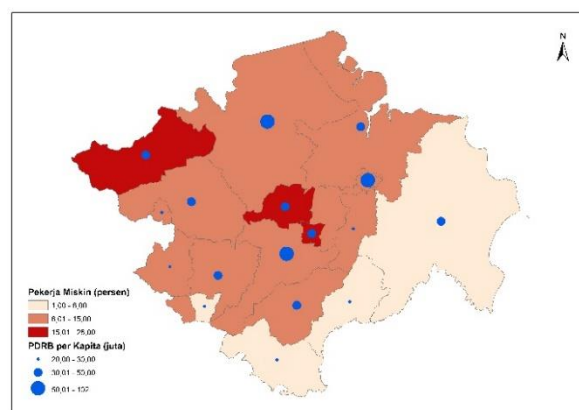 N
Pekerja Miskin (persen)
1,00 - 8,00
8,01 - 15,00
15,01 - 26,00
PDRB per Kapita (juta)
20,00 - 30,00
30,01 - 50,00
50,01 - 102